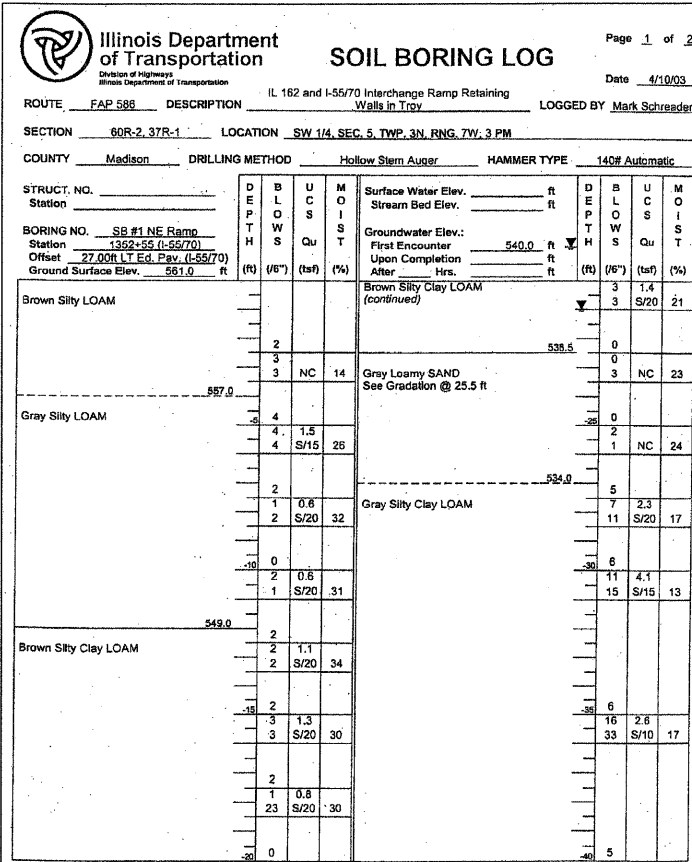 Illinois Department of Transportation
Division of Highways
Illinois Department of Transportation
SOIL BORING LOG
Page 1 of 2
Date 4/10/03
ROUTE FAP 586 DESCRIPTION IL 162 and I-55/70 Interchange Ramp Retaining Walls in Troy LOGGED BY Mark Schreader
SECTION 60R-2, 37R-1 LOCATION SW 1/4, SEC. 5, TWP. 3N, RNG. 7W; 3 PM
COUNTY Madison DRILLING METHOD Hollow Stem Auger HAMMER TYPE 140# Automatic
STRUCT. NO.
Station
BORING NO. SB #1 NE Ramp
Station 1352+55 (I-55/70)
Offset 27.00ft LT Ed. Pav. (I-55/70)
Ground Surface Elev. 561.0 ft
DEPTH (ft)
BLOWS (/6")
UCS Qu (tsf)
MOIST (%)
Surface Water Elev. ft
Stream Bed Elev. ft
Groundwater Elev.:
First Encounter 540.0 ft
Upon Completion ft
After Hrs. ft
DEPTH (ft)
BLOWS (/6")
UCS Qu (tsf)
MOIST (%)
Brown Silty LOAM
2
3
3 NC 14
557.0
Gray Silty LOAM
-5 4
4 1.5
4 S/15 26
2
1 0.6
2 S/20 32
-10 0
2 0.6
1 S/20 31
549.0
2
Brown Silty Clay LOAM
2 1.1
2 S/20 34
-15 2
3 1.3
3 S/20 30
2
1 0.8
23 S/20 30
-20 0
Brown Silty Clay LOAM
(continued)
3 1.4
3 S/20 21
538.5 0
0
Gray Loamy SAND 3 NC 23
See Gradation @ 25.5 ft
-25 0
2
1 NC 24
534.0
5
Gray Silty Clay LOAM 7 2.3
11 S/20 17
-30 6
11 4.1
15 S/15 13
-35 6
16 2.6
33 S/10 17
-40 5